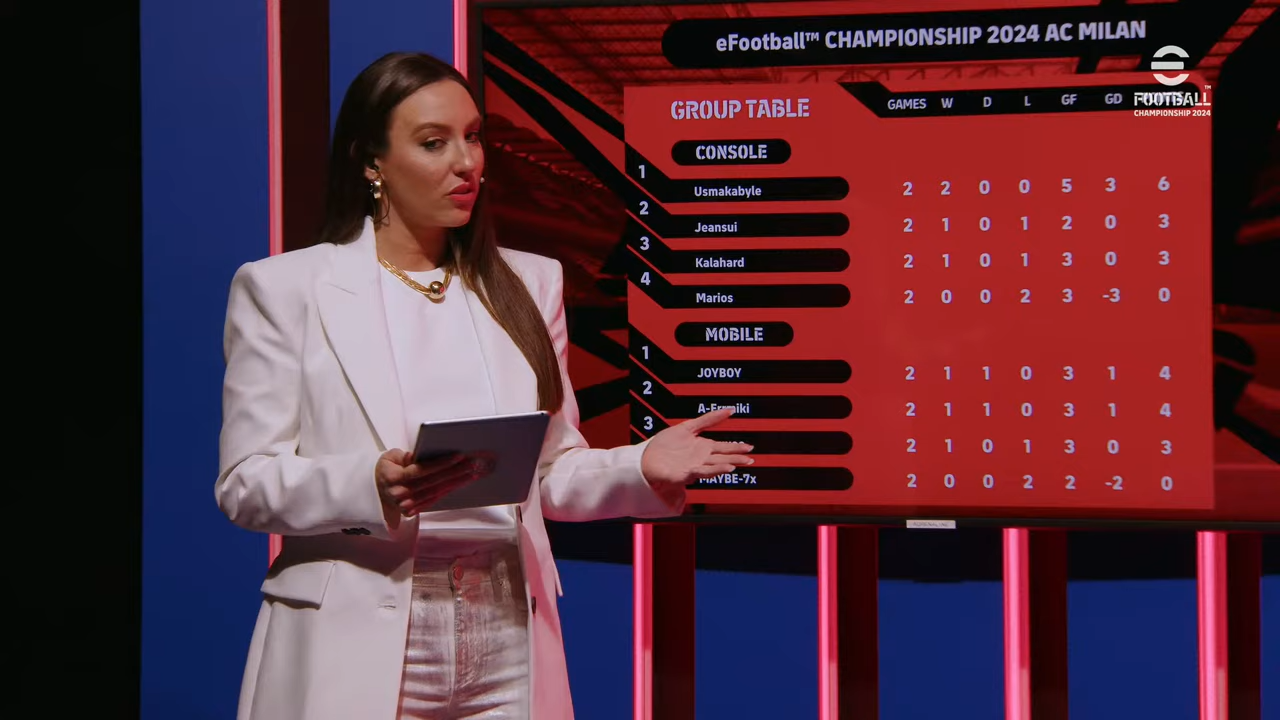 eFootball™ CHAMPIONSHIP 2024 AC MILAN
FOOTBALL™
CHAMPIONSHIP 2024
GROUP TABLE
GAMES W D L GF GD
CONSOLE
1 Usmakabyle 2 2 0 0 5 3 6
2 Jeansui 2 1 0 1 2 0 3
3 Kalahard 2 1 0 1 3 0 3
4 Marios 2 0 0 2 3 -3 0
MOBILE
1 JOYBOY 2 1 1 0 3 1 4
2 2 1 1 0 3 1 4
3 2 1 0 1 3 0 3
MAYBE-7x 2 0 0 2 2 -2 0